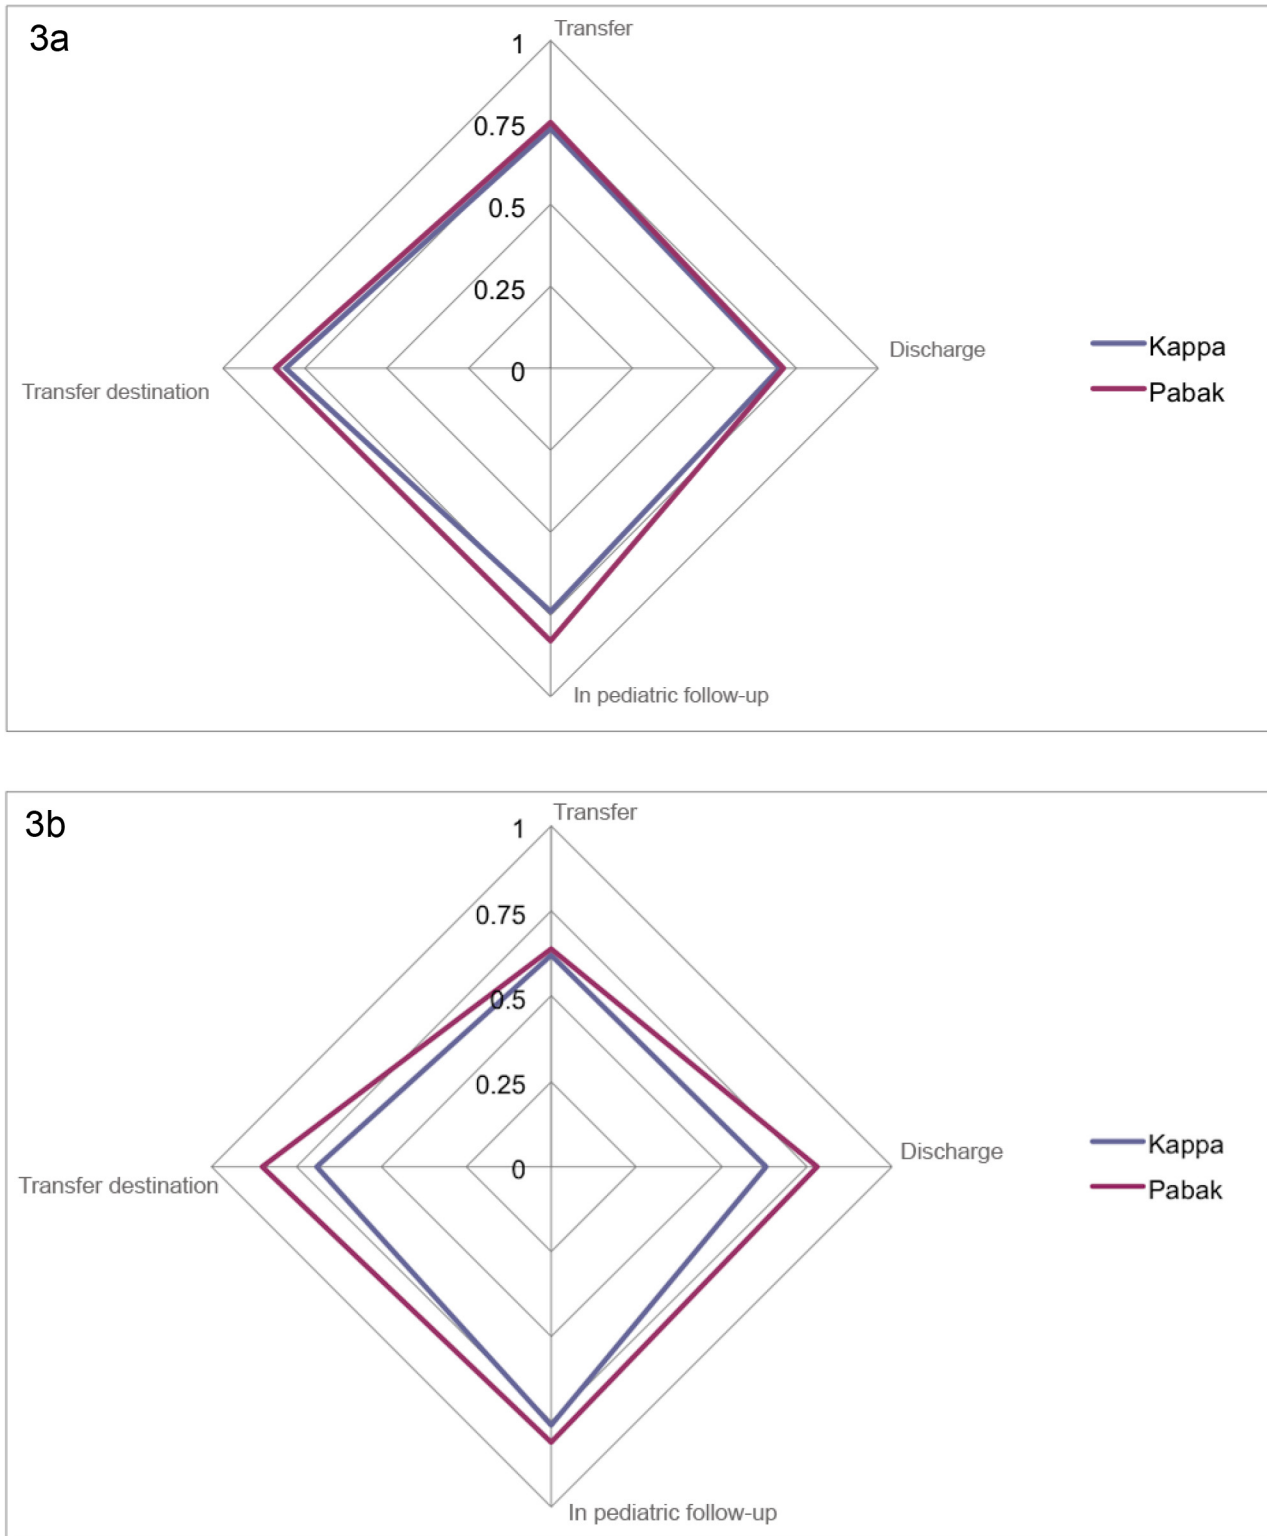 3a
Transfer
1
0.75
0.5
0.25
0
Discharge
Transfer destination
In pediatric follow-up
Kappa
Pabak
3b
Transfer
1
0.75
0.5
0.25
0
Discharge
Transfer destination
In pediatric follow-up
Kappa
Pabak